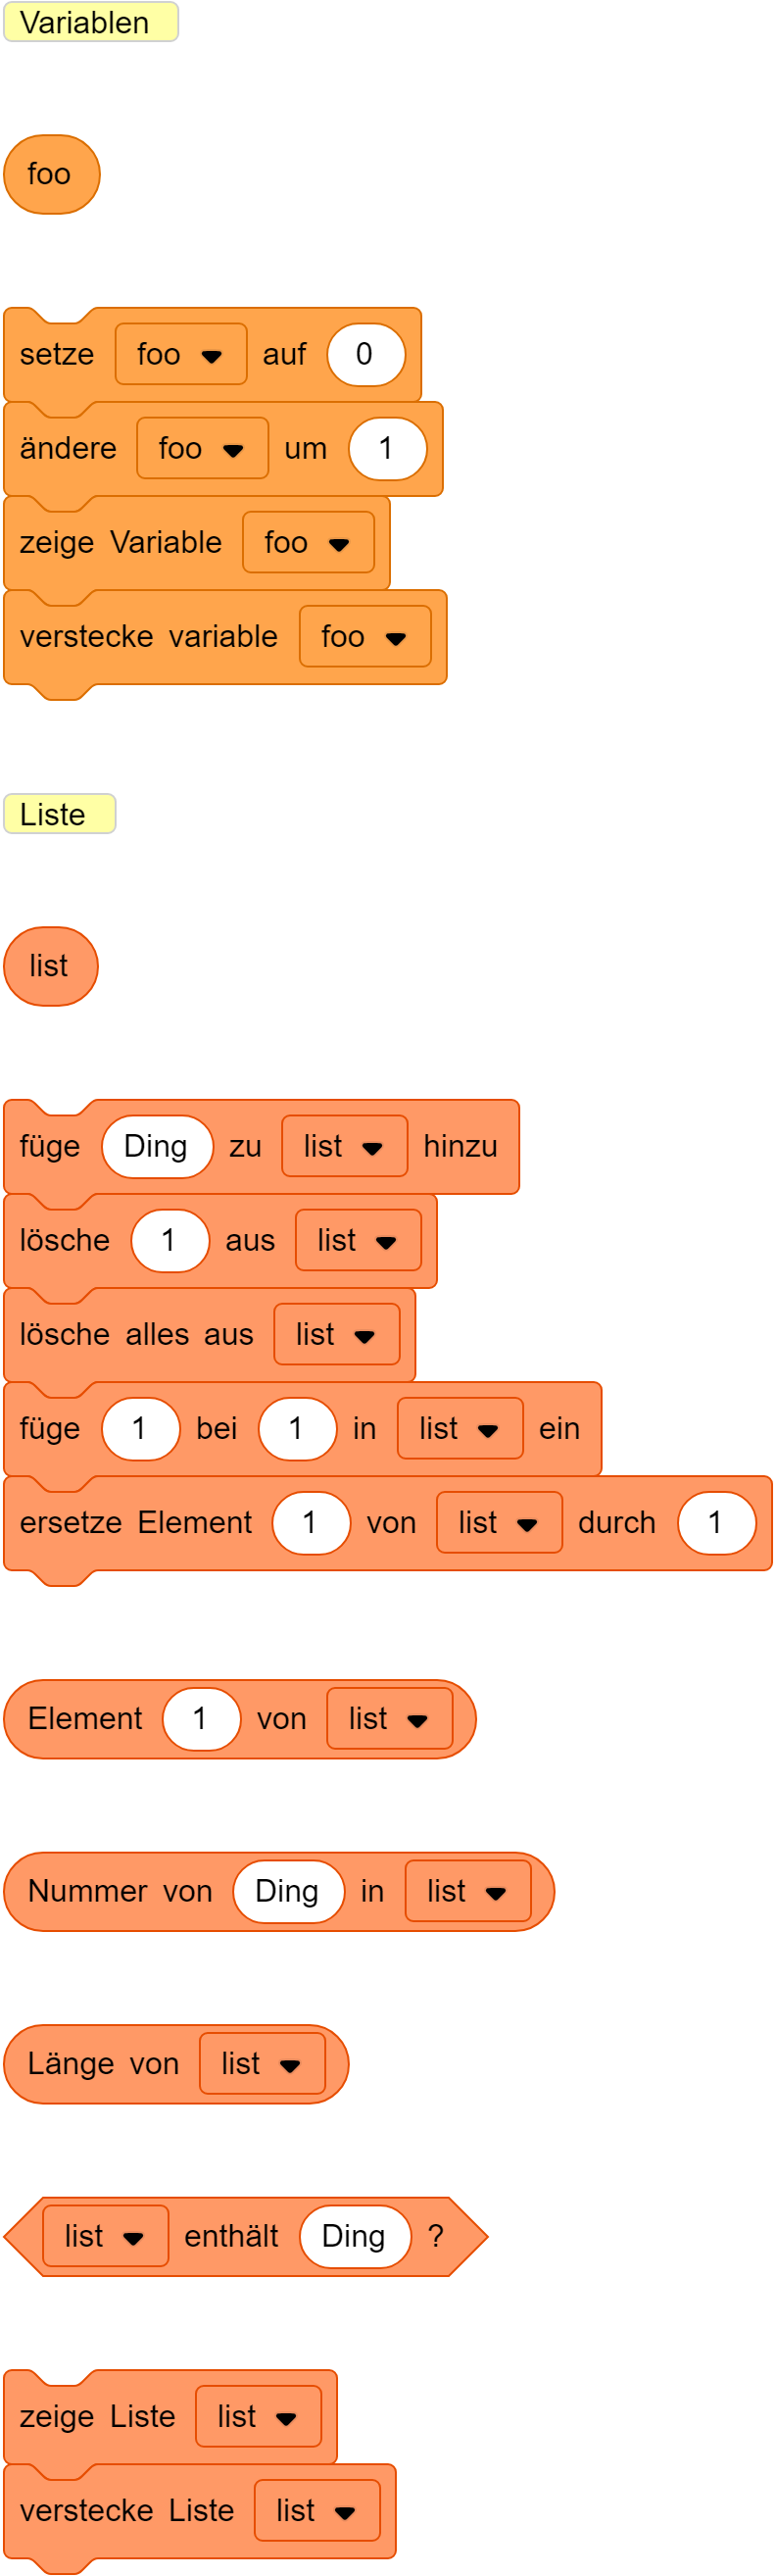 Variablen
foo
setze foo auf 0
ändere foo um 1
zeige Variable foo
verstecke variable foo
Liste
list
füge Ding zu list hinzu
lösche 1 aus list
lösche alles aus list
füge 1 bei 1 in list ein
ersetze Element 1 von list durch 1
Element 1 von list
Nummer von Ding in list
Länge von list
list enthält Ding ?
zeige Liste list
verstecke Liste list